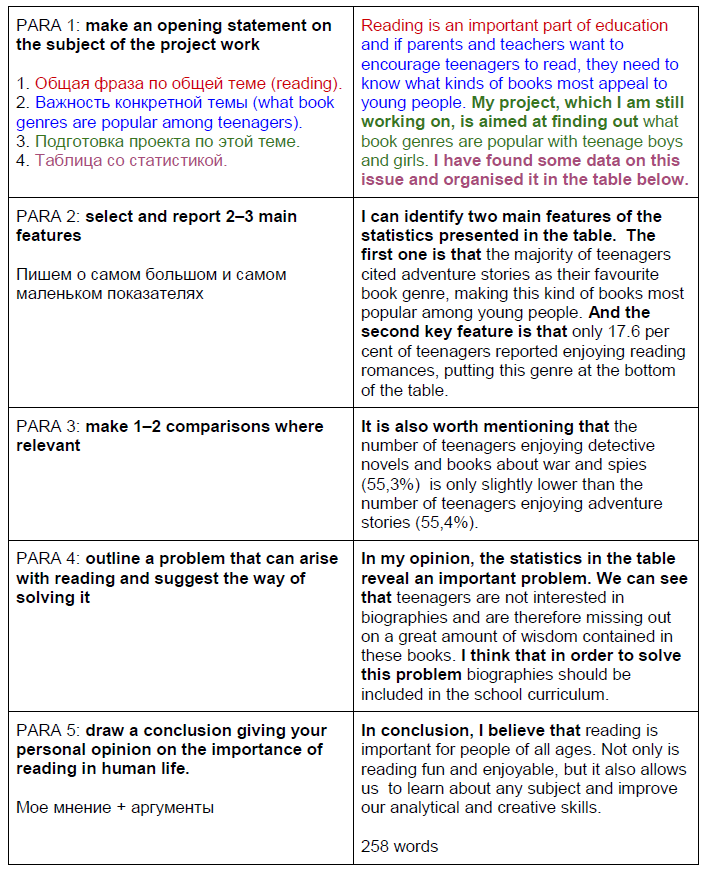 PARA 1: make an opening statement on
the subject of the project work
1. Общая фраза по общей теме (reading).
2. Важность конкретной темы (what book
genres are popular among teenagers).
3. Подготовка проекта по этой теме.
4. Таблица со статистикой.
Reading is an important part of education
and if parents and teachers want to
encourage teenagers to read, they need to
know what kinds of books most appeal to
young people. My project, which I am still
working on, is aimed at finding out what
book genres are popular with teenage boys
and girls. I have found some data on this
issue and organised it in the table below.
PARA 2: select and report 2–3 main
features
Пишем о самом большом и самом
маленьком показателях
I can identify two main features of the
statistics presented in the table. The
first one is that the majority of teenagers
cited adventure stories as their favourite
book genre, making this kind of books most
popular among young people. And the
second key feature is that only 17.6 per
cent of teenagers reported enjoying reading
romances, putting this genre at the bottom
of the table.
PARA 3: make 1–2 comparisons where
relevant
It is also worth mentioning that the
number of teenagers enjoying detective
novels and books about war and spies
(55,3%) is only slightly lower than the
number of teenagers enjoying adventure
stories (55,4%).
PARA 4: outline a problem that can arise
with reading and suggest the way of
solving it
In my opinion, the statistics in the table
reveal an important problem. We can see
that teenagers are not interested in
biographies and are therefore missing out
on a great amount of wisdom contained in
these books. I think that in order to solve
this problem biographies should be
included in the school curriculum.
PARA 5: draw a conclusion giving your
personal opinion on the importance of
reading in human life.
Мое мнение + аргументы
In conclusion, I believe that reading is
important for people of all ages. Not only is
reading fun and enjoyable, but it also allows
us to learn about any subject and improve
our analytical and creative skills.
258 words